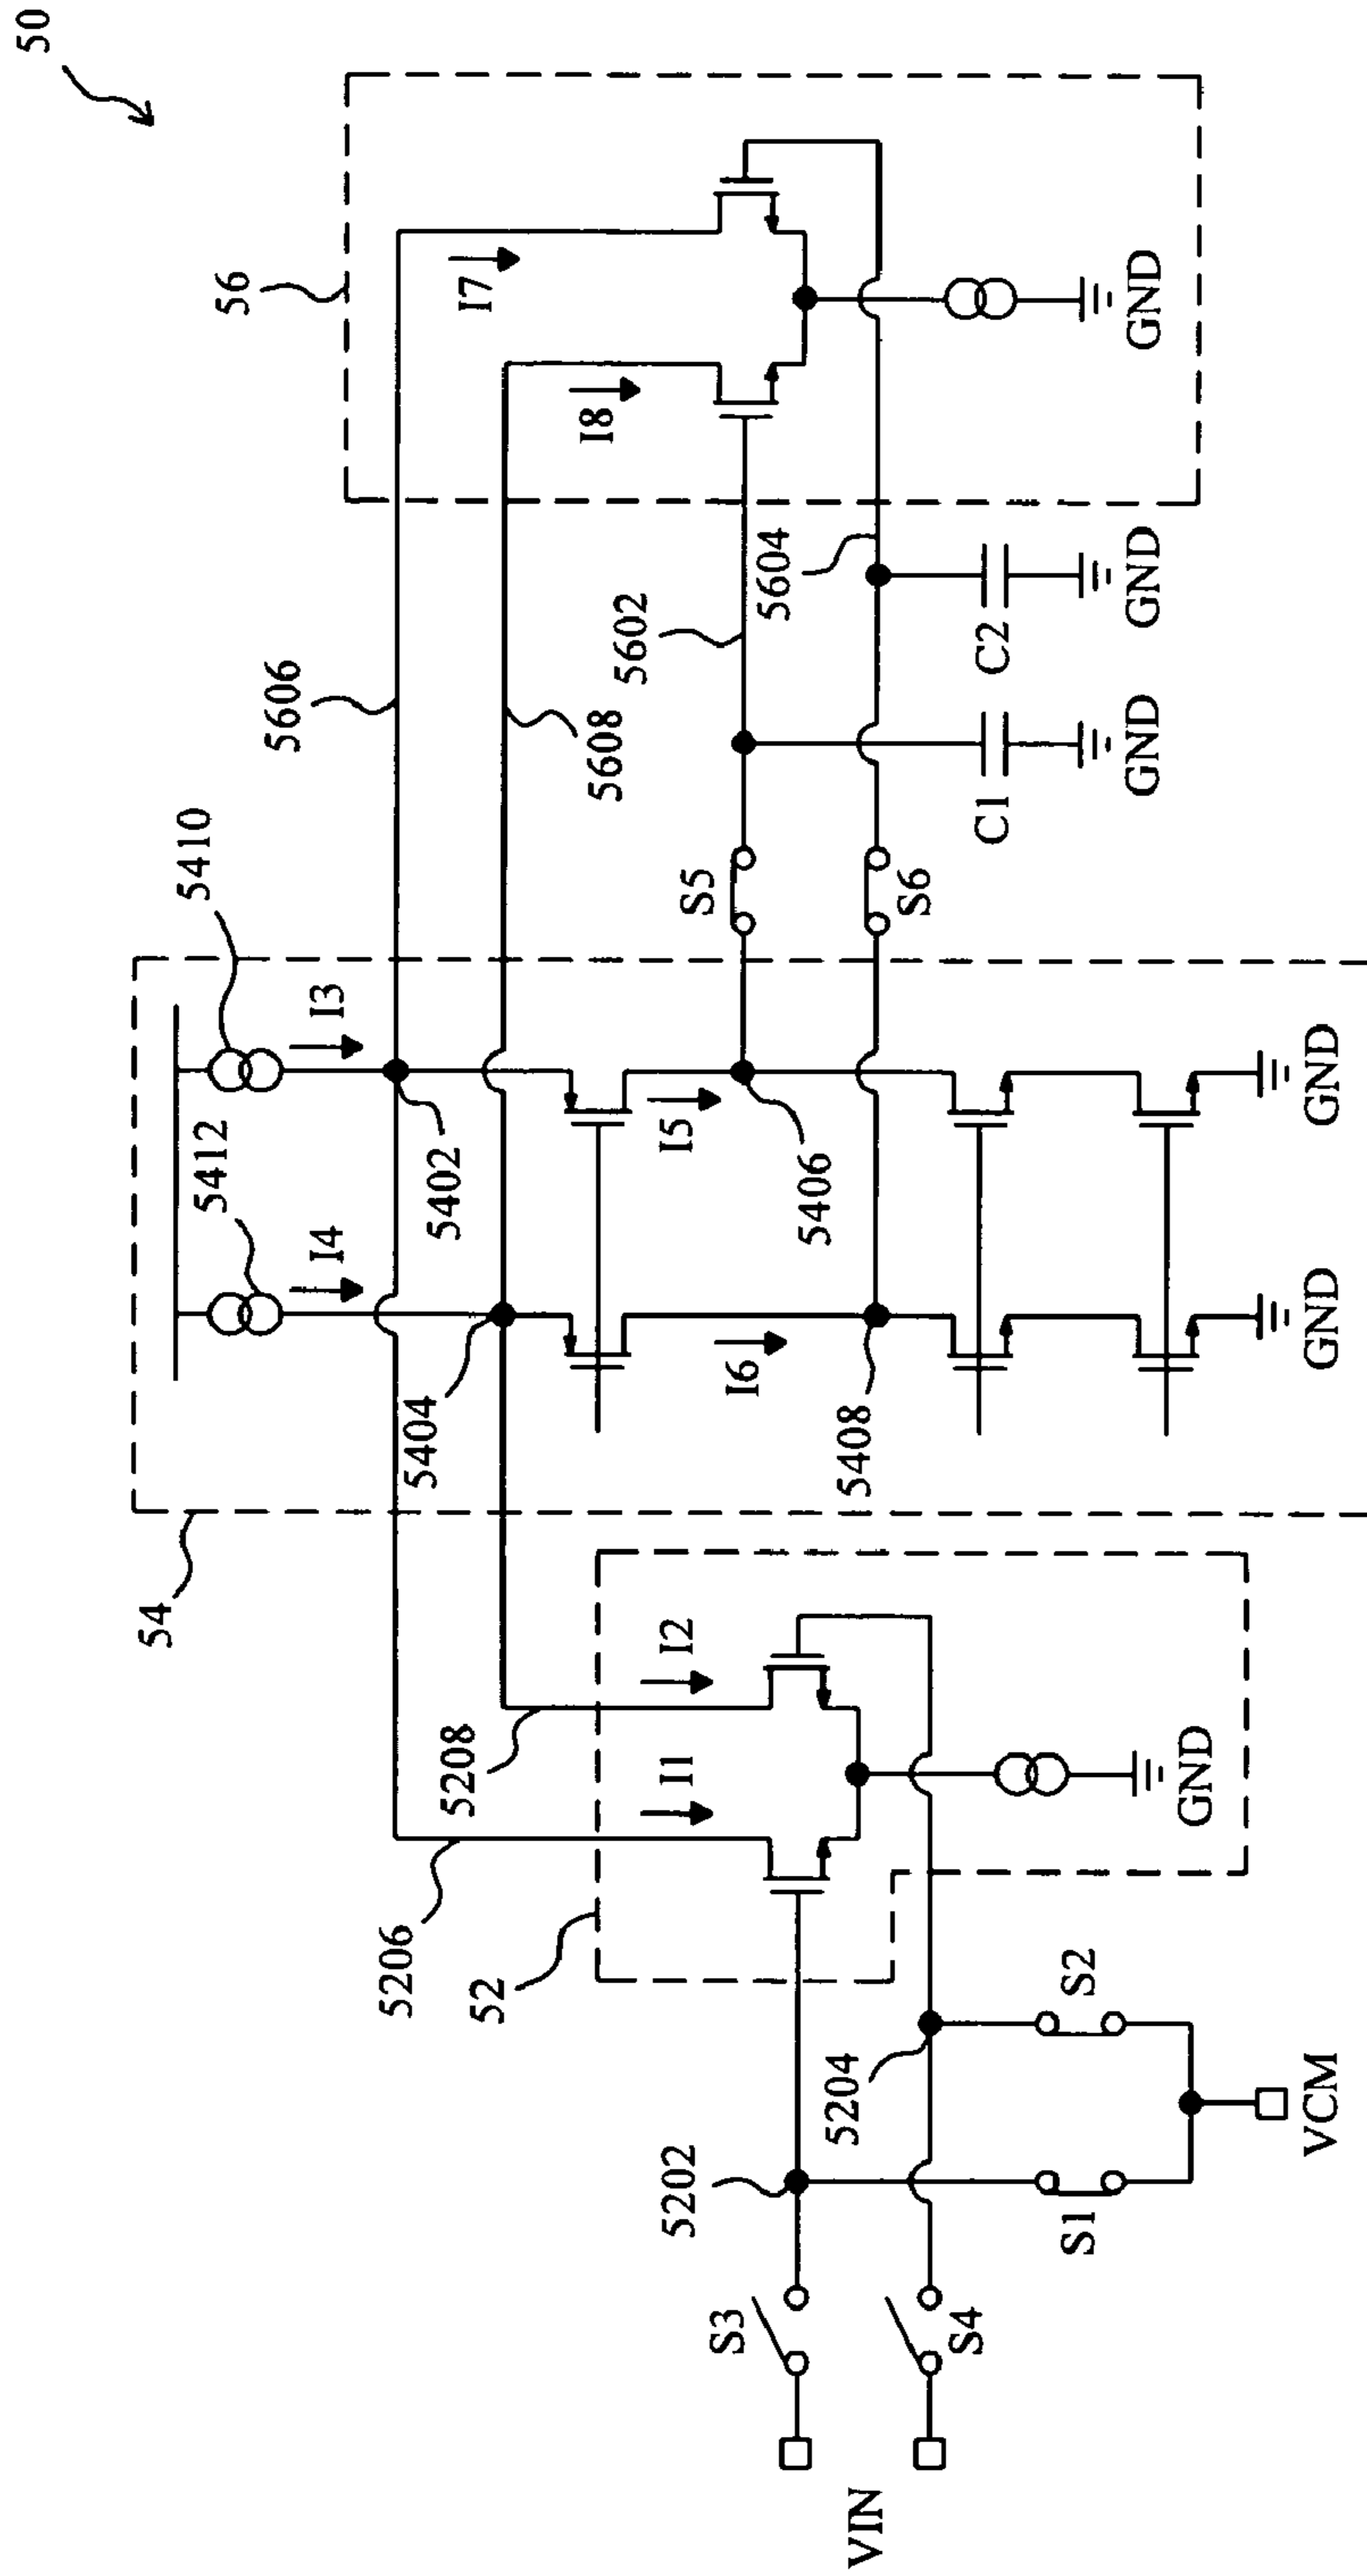 50
56
5606
5410
I3
5412
I4
54
5402
5404
5608
I7
I8
I5
5406
I6
5408
S5
S6
5602
5604
C1
GND
C2
GND
GND
GND
GND
5206
5208
I1
I2
52
GND
5202
5204
S3
S4
S1
S2
VIN
VCM